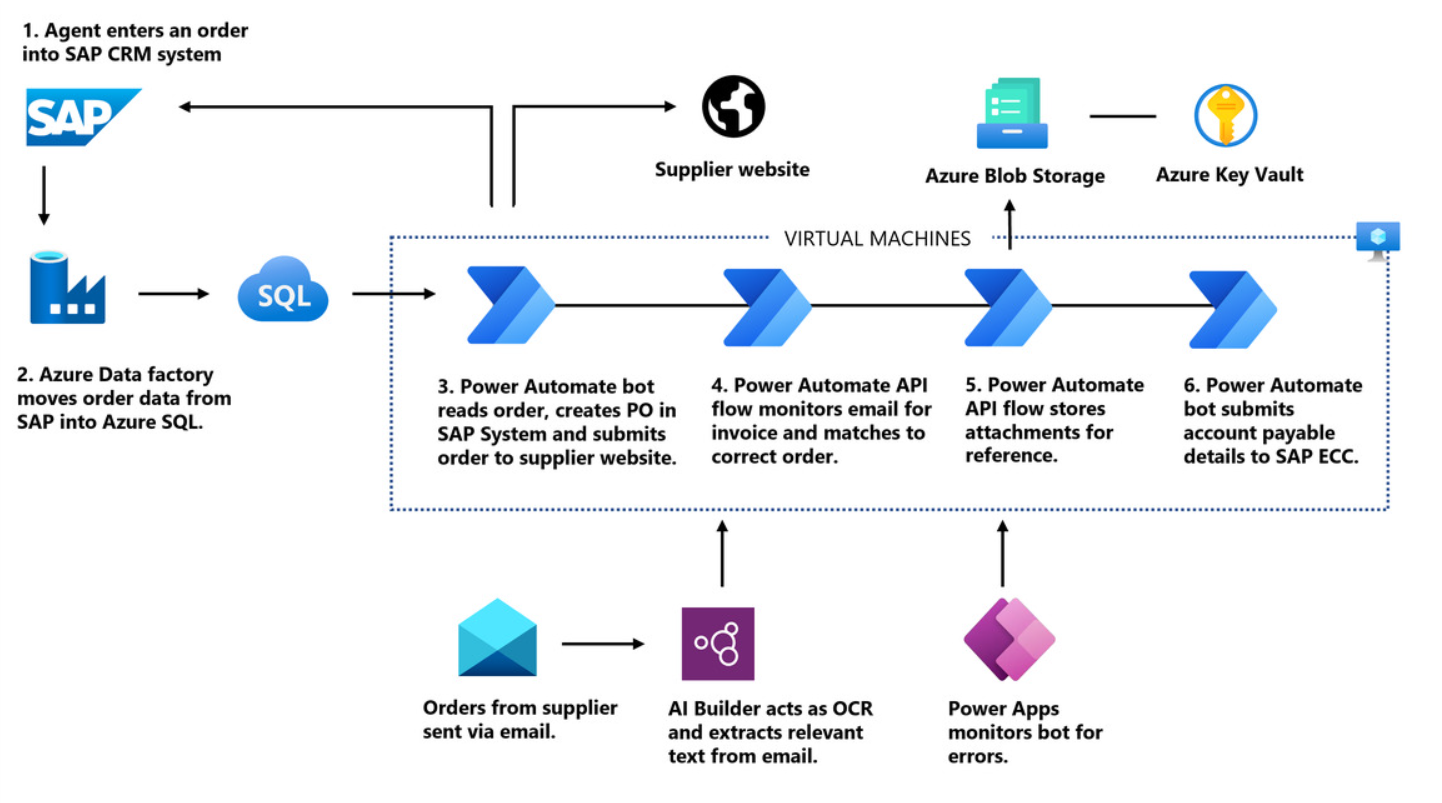 1. Agent enters an order
into SAP CRM system
SAP
Supplier website
Azure Blob Storage
Azure Key Vault
VIRTUAL MACHINES
SQL
2. Azure Data factory
moves order data from
SAP into Azure SQL.
3. Power Automate bot
reads order, creates PO in
SAP System and submits
order to supplier website.
4. Power Automate API
flow monitors email for
invoice and matches to
correct order.
5. Power Automate
API flow stores
attachments for
reference.
6. Power Automate
bot submits
account payable
details to SAP ECC.
Orders from supplier
sent via email.
AI Builder acts as OCR
and extracts relevant
text from email.
Power Apps
monitors bot for
errors.